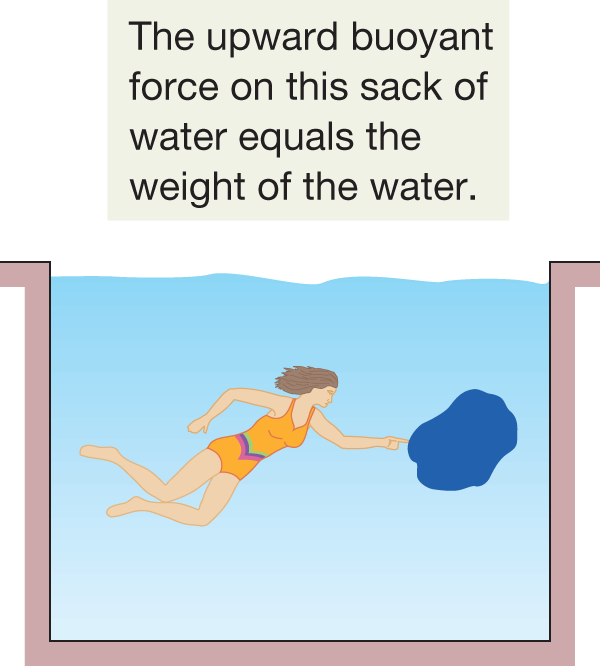 The upward buoyant
force on this sack of
water equals the
weight of the water.